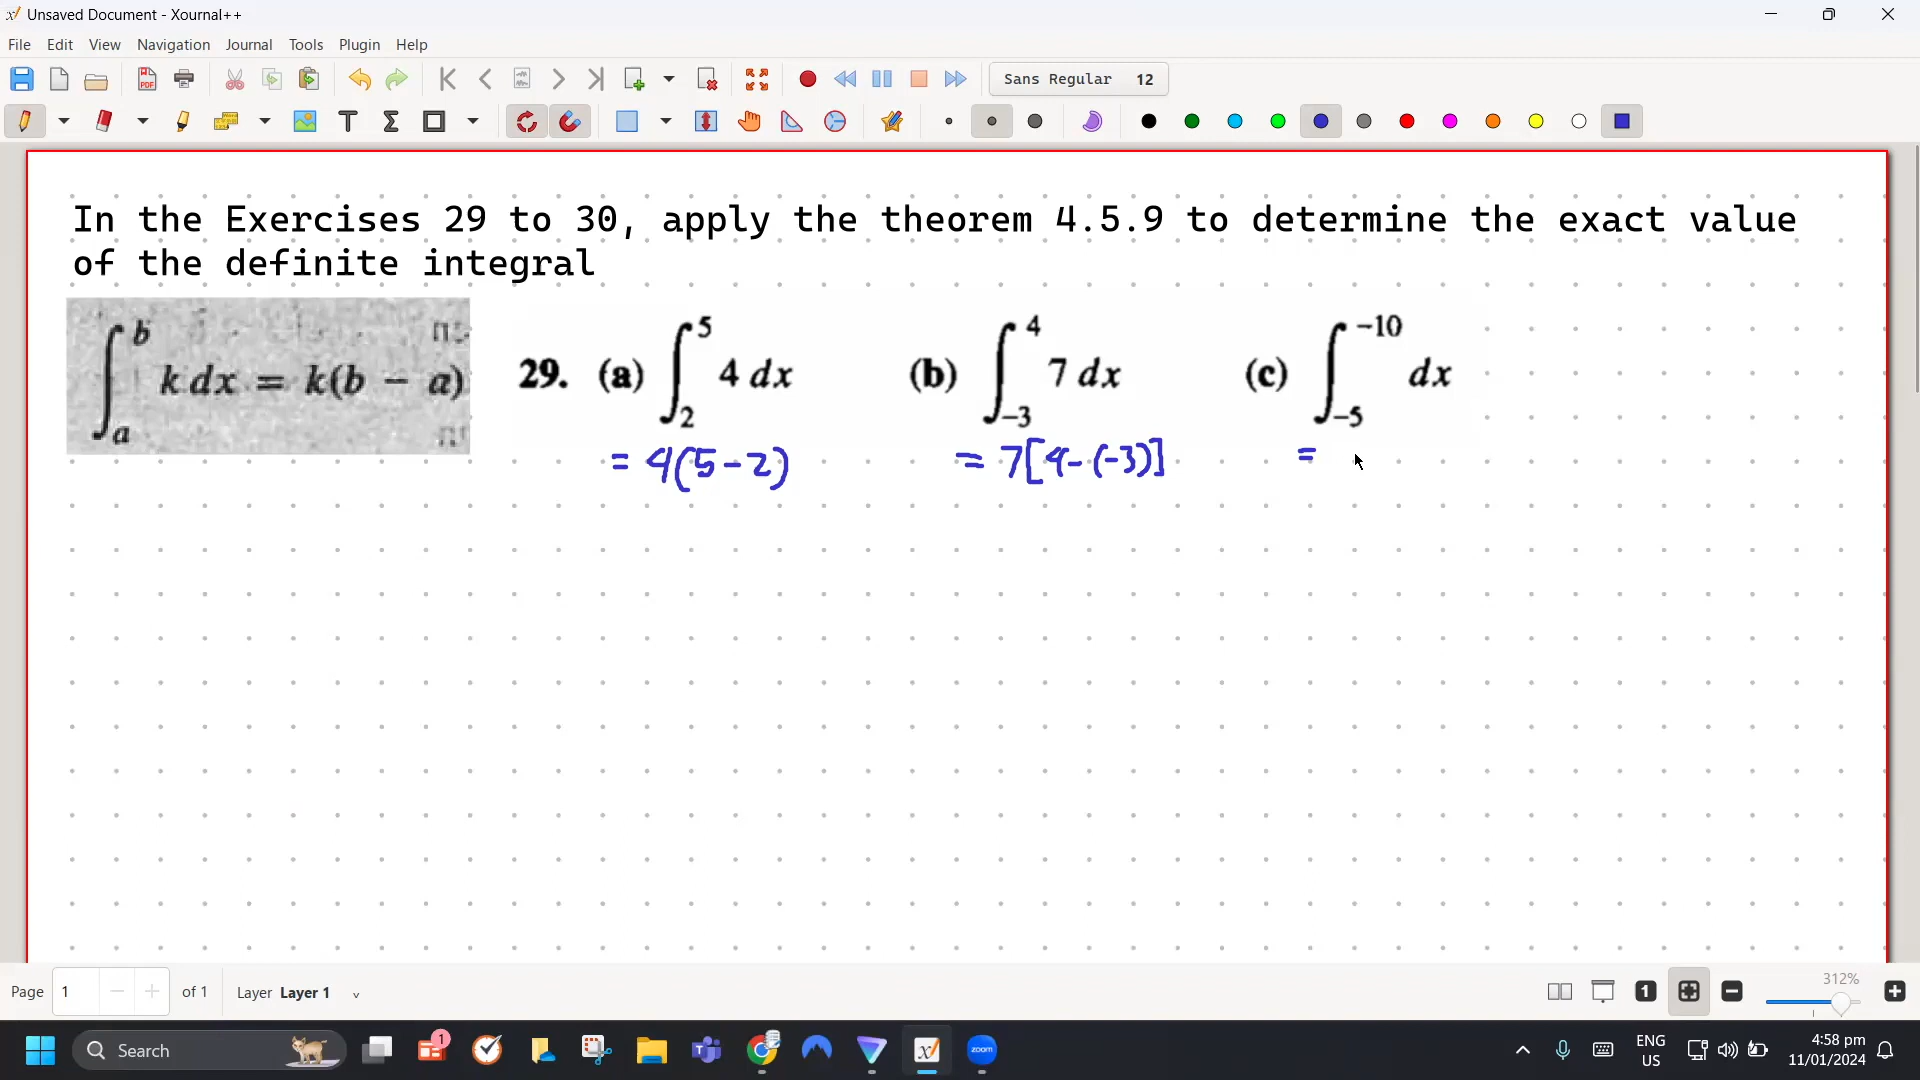 Unsaved Document - Xournal++
File Edit View Navigation Journal Tools Plugin Help
Sans Regular 12
In the Exercises 29 to 30, apply the theorem 4.5.9 to determine the exact value
of the definite integral
∫_a^b k dx = k(b − a)
29. (a) ∫_2^5 4 dx (b) ∫_{-3}^4 7 dx (c) ∫_{-5}^{-10} dx
= 4(5-2) = 7[4-(-3)] =
Page 1 of 1 Layer Layer 1
312%
Search
1
zoom
ENG
US
4:58 pm
11/01/2024